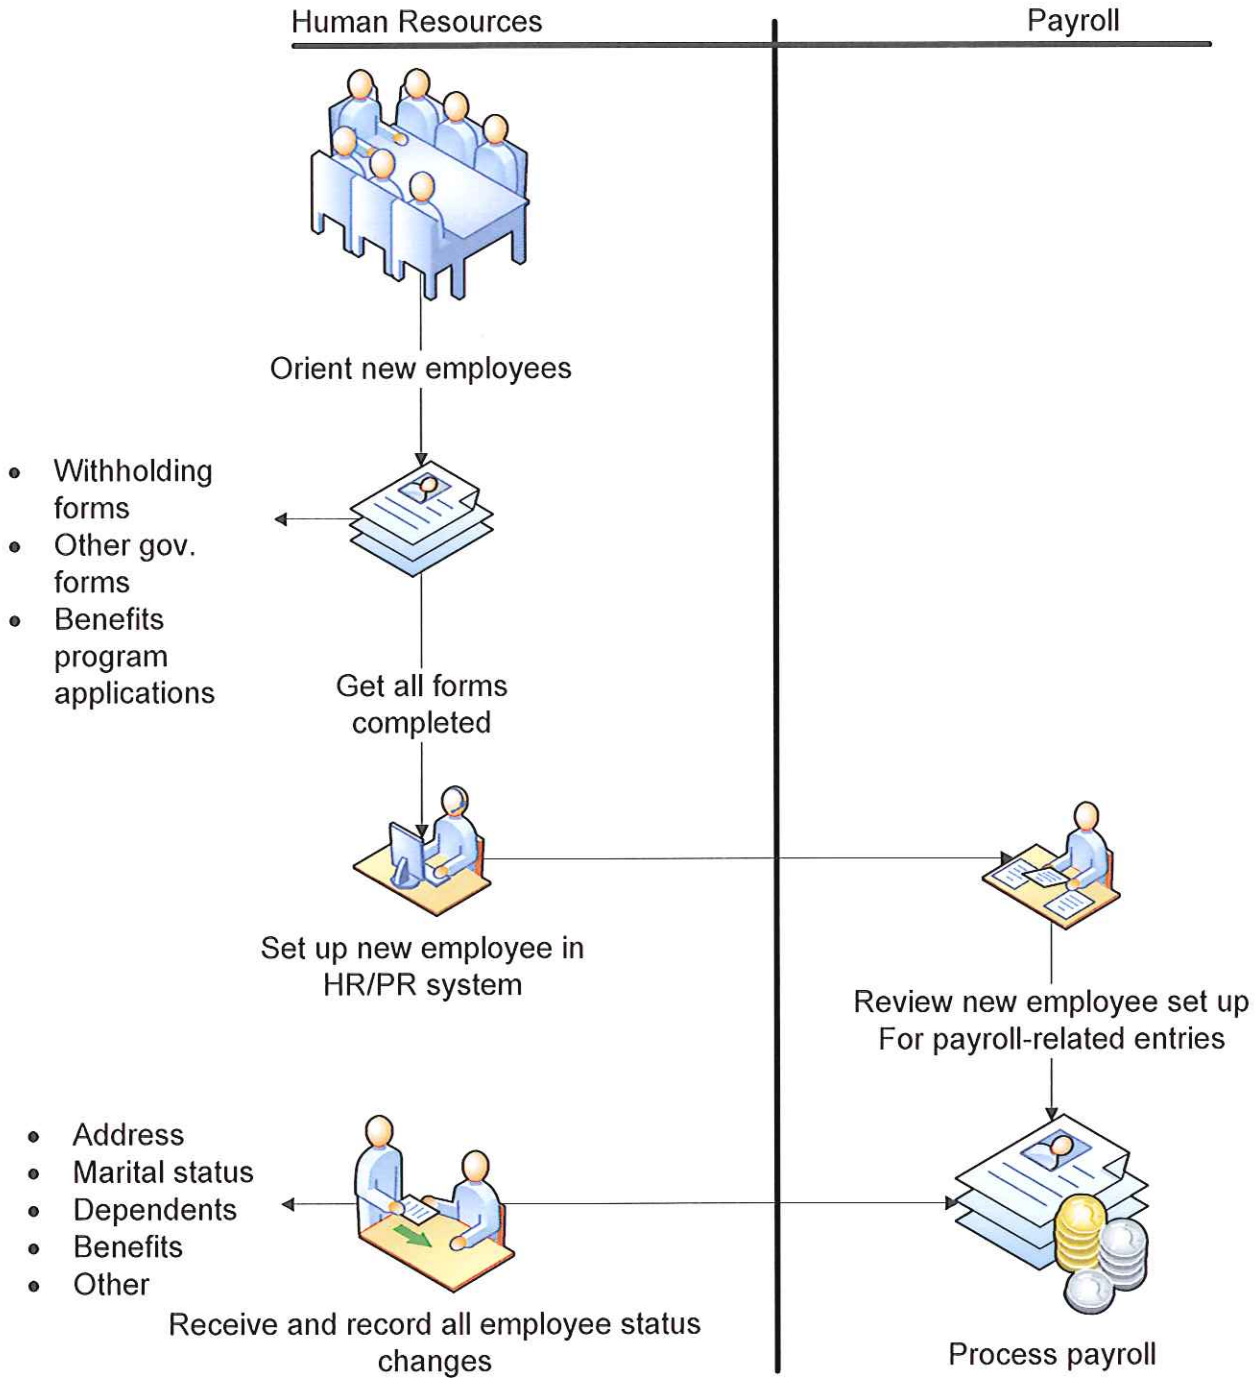 Human Resources
Payroll
Orient new employees
• Withholding
forms
• Other gov.
forms
• Benefits
program
applications
Get all forms
completed
Set up new employee in
HR/PR system
Review new employee set up
For payroll-related entries
• Address
• Marital status
• Dependents
• Benefits
• Other
Receive and record all employee status
changes
Process payroll